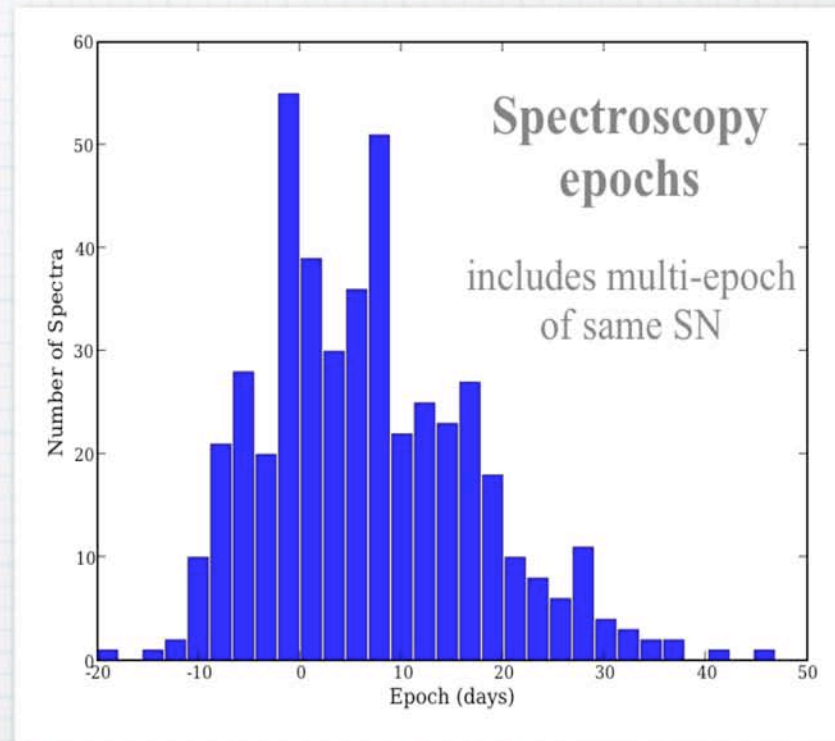 Spectroscopy
epochs
includes multi-epoch
of same SN
Number of Spectra
60
50
40
30
20
10
0
-20 -10 0 10 20 30 40 50
Epoch (days)